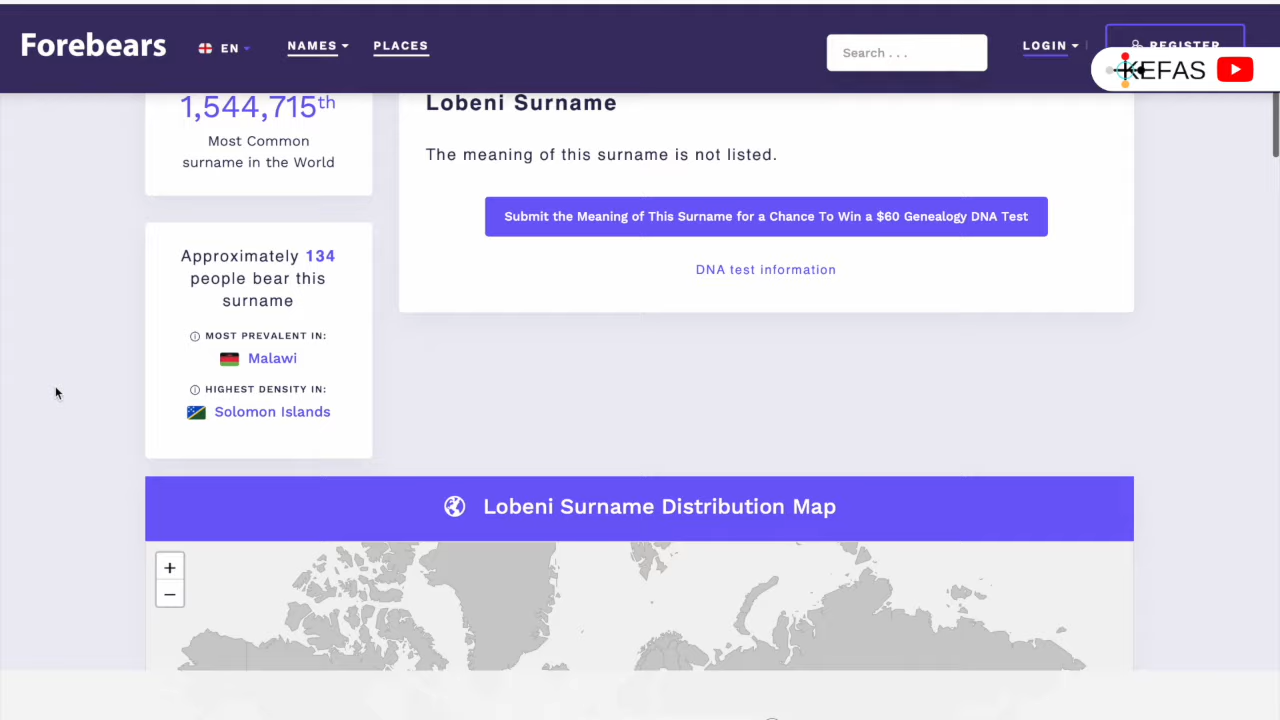 Forebears
EN
NAMES
PLACES
Search . . .
LOGIN
REGISTER
KEFAS
1,544,715th
Most Common
surname in the World
Lobeni Surname
The meaning of this surname is not listed.
Submit the Meaning of This Surname for a Chance To Win a $60 Genealogy DNA Test
DNA test information
Approximately 134
people bear this
surname
MOST PREVALENT IN:
Malawi
HIGHEST DENSITY IN:
Solomon Islands
Lobeni Surname Distribution Map
+
−